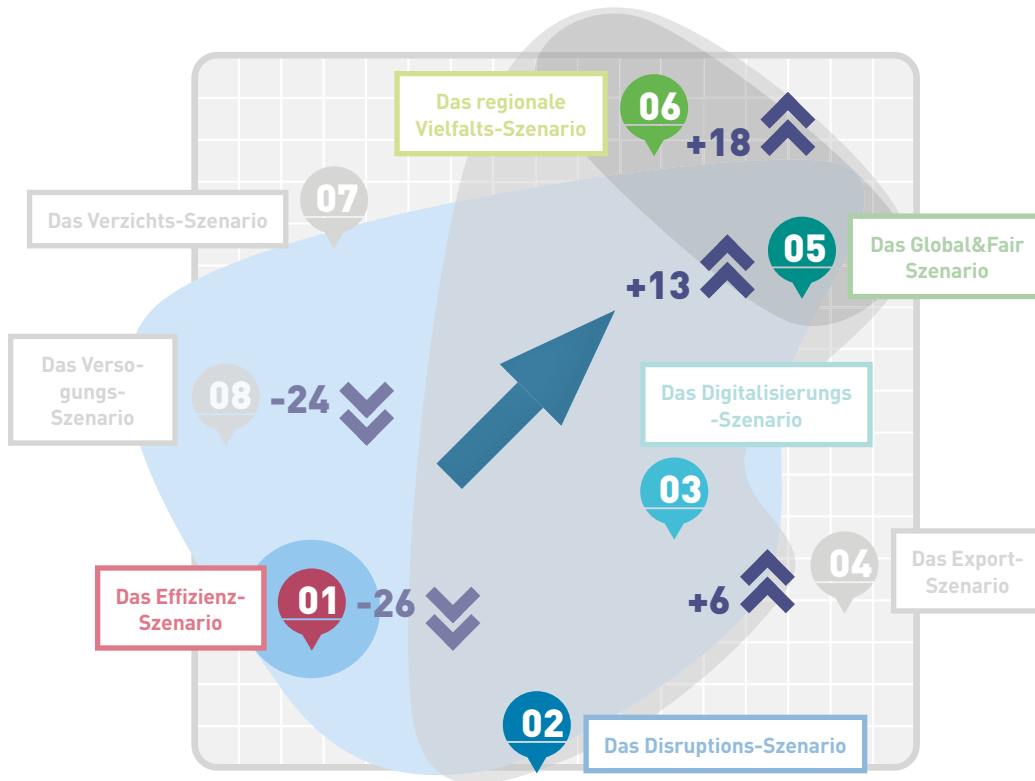 Das regionale
Vielfalts-Szenario
06
+18
07
Das Verzichts-Szenario
05
Das Global&Fair
Szenario
+13
Das Verso-
gungs-
Szenario
08
-24
Das Digitalisierungs
-Szenario
03
04
Das Export-
Szenario
Das Effizienz-
Szenario
01
-26
+6
02
Das Disruptions-Szenario